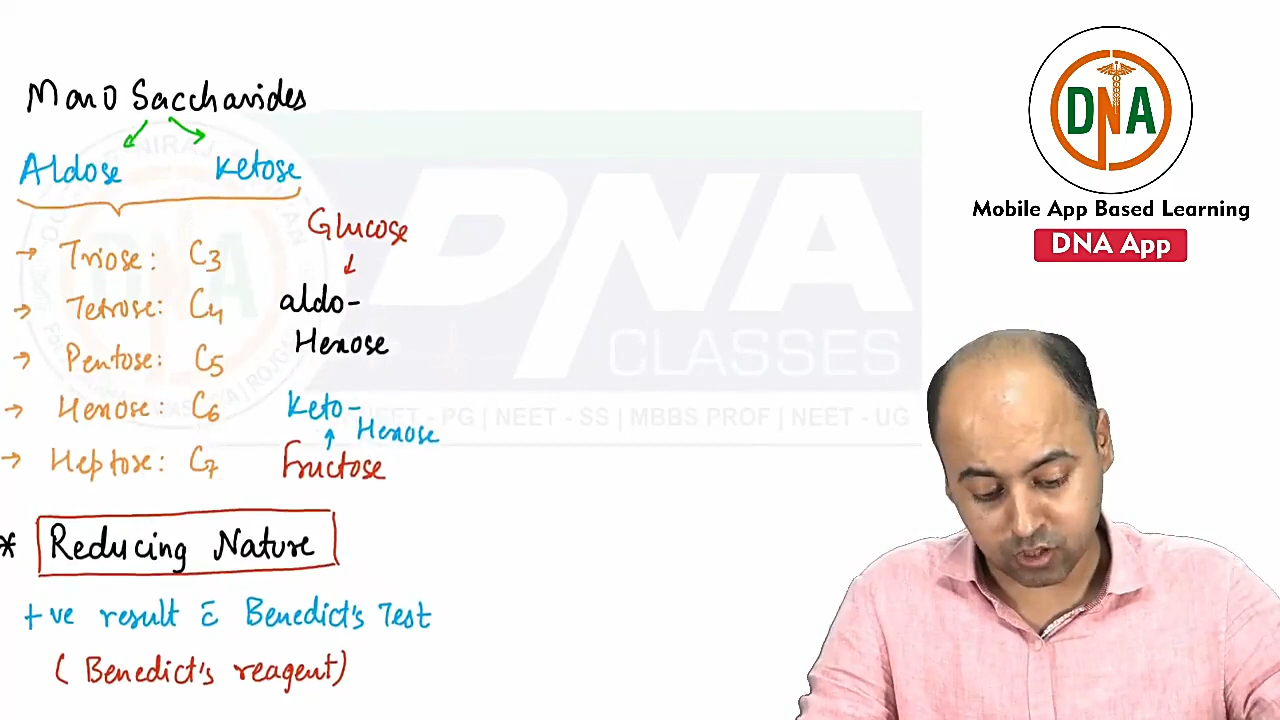 Mono Saccharides
Aldose Ketose
→ Triose: C3
→ Tetrose: C4
→ Pentose: C5
→ Hexose: C6
→ Heptose: C7
Glucose
↓
aldo-
Hexose
Keto-
↑ Hexose
Fructose
* Reducing Nature
+ve result c̄ Benedict's Test
(Benedict's reagent)
DNA
CLASSES
NEET - PG | NEET - SS | MBBS PROF | NEET - UG
DNA
Mobile App Based Learning
DNA App